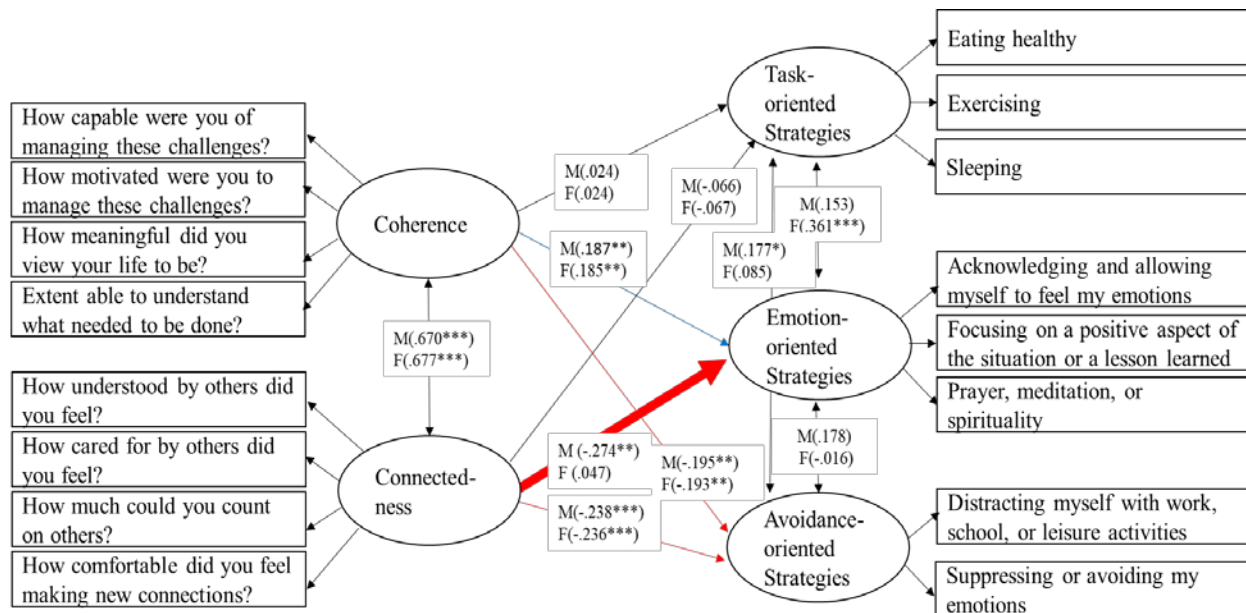 How capable were you of
managing these challenges?
How motivated were you to
manage these challenges?
How meaningful did you
view your life to be?
Extent able to understand
what needed to be done?
How understood by others did
you feel?
How cared for by others did
you feel?
How much could you count
on others?
How comfortable did you feel
making new connections?
Coherence
M(.670***)
F(.677***)
Connected-
ness
M(.024)
F(.024)
M(.187**)
F(.185**)
M(-.066)
F(-.067)
M (-.274**)
F (.047)
M(-.195**)
F(-.193**)
M(-.238***)
F(-.236***)
Task-
oriented
Strategies
M(.153)
F(.361***)
M(.177*)
F(.085)
Emotion-
oriented
Strategies
M(.178)
F(-.016)
Avoidance-
oriented
Strategies
Eating healthy
Exercising
Sleeping
Acknowledging and allowing
myself to feel my emotions
Focusing on a positive aspect of
the situation or a lesson learned
Prayer, meditation, or
spirituality
Distracting myself with work,
school, or leisure activities
Suppressing or avoiding my
emotions